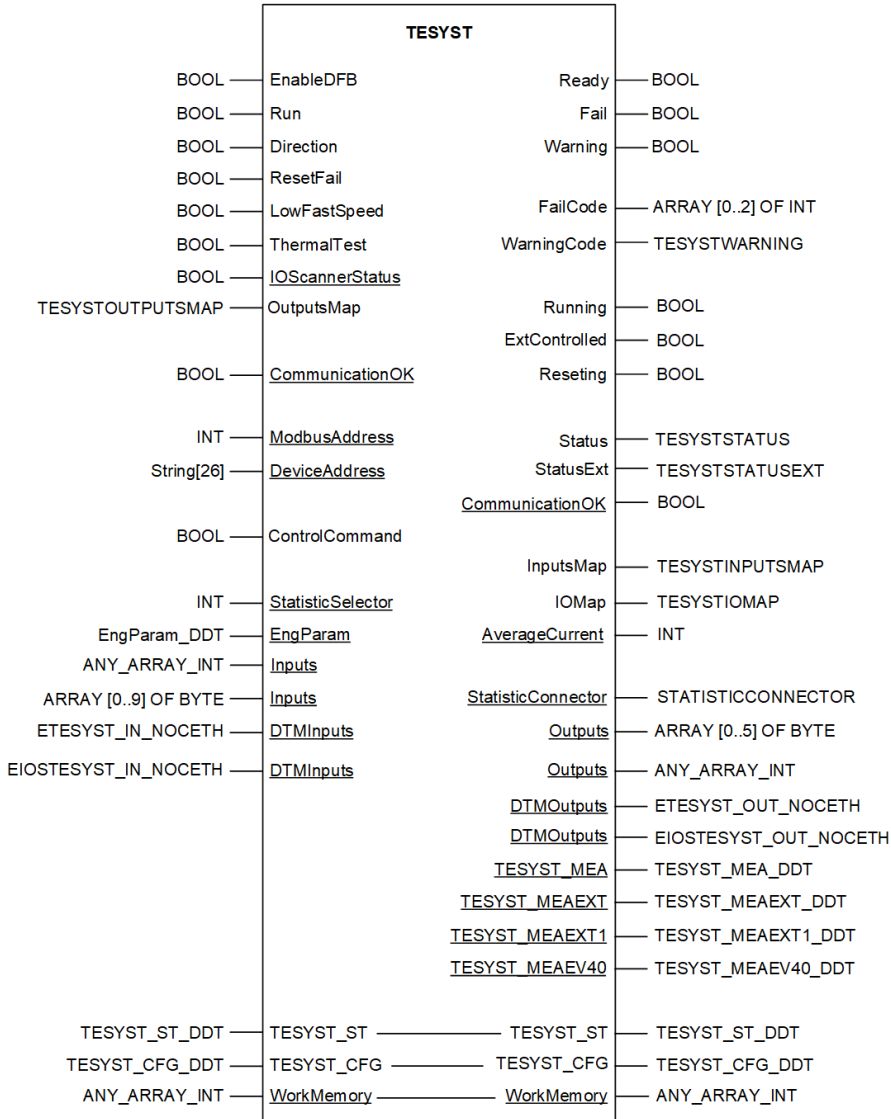 TESYST
BOOL EnableDFB Ready BOOL
BOOL Run Fail BOOL
BOOL Direction Warning BOOL
BOOL ResetFail
BOOL LowFastSpeed FailCode ARRAY [0..2] OF INT
BOOL ThermalTest WarningCode TESYSTWARNING
BOOL IOScannerStatus
TESYSTOUTPUTSMAP OutputsMap Running BOOL
ExtControlled BOOL
BOOL CommunicationOK Reseting BOOL
INT ModbusAddress Status TESYSTSTATUS
String[26] DeviceAddress StatusExt TESYSTSTATUSEXT
CommunicationOK BOOL
BOOL ControlCommand
InputsMap TESYSTINPUTSMAP
INT StatisticSelector IOMap TESYSTIOMAP
EngParam_DDT EngParam AverageCurrent INT
ANY_ARRAY_INT Inputs
ARRAY [0..9] OF BYTE Inputs StatisticConnector STATISTICCONNECTOR
ETESYST_IN_NOCETH DTMInputs Outputs ARRAY [0..5] OF BYTE
EIOSTESYST_IN_NOCETH DTMInputs Outputs ANY_ARRAY_INT
DTMOutputs ETESYST_OUT_NOCETH
DTMOutputs EIOSTESYST_OUT_NOCETH
TESYST_MEA TESYST_MEA_DDT
TESYST_MEAEXT TESYST_MEAEXT_DDT
TESYST_MEAEXT1 TESYST_MEAEXT1_DDT
TESYST_MEAEV40 TESYST_MEAEV40_DDT
TESYST_ST_DDT TESYST_ST TESYST_ST TESYST_ST_DDT
TESYST_CFG_DDT TESYST_CFG TESYST_CFG TESYST_CFG_DDT
ANY_ARRAY_INT WorkMemory WorkMemory ANY_ARRAY_INT